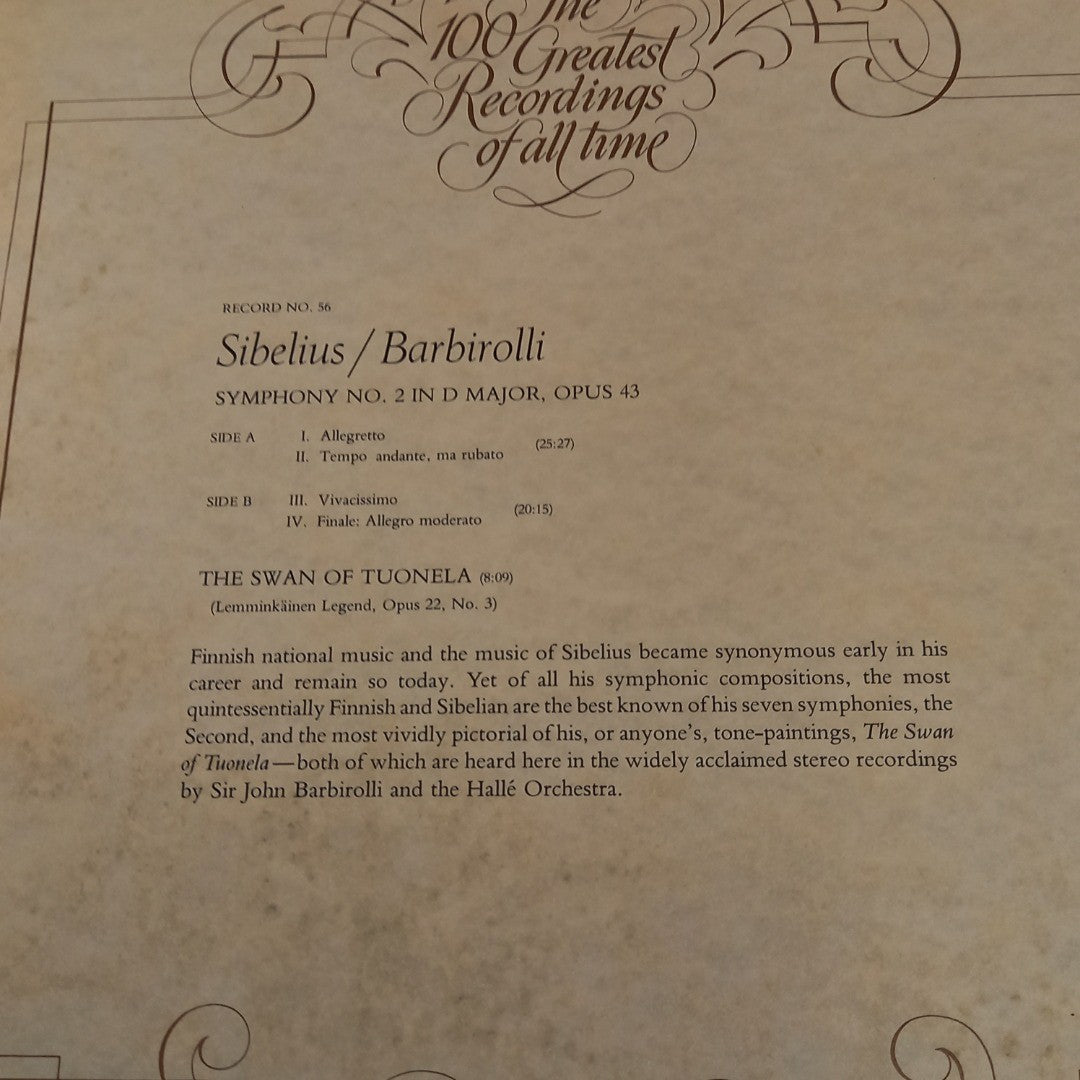 The
100 Greatest
Recordings
of all time
RECORD NO. 56
Sibelius / Barbirolli
SYMPHONY NO. 2 IN D MAJOR, OPUS 43
SIDE A I. Allegretto
(25:27)
II. Tempo andante, ma rubato
SIDE B III. Vivacissimo
(20:15)
IV. Finale: Allegro moderato
THE SWAN OF TUONELA (8:09)
(Lemminkäinen Legend, Opus 22, No. 3)
Finnish national music and the music of Sibelius became synonymous early in his
career and remain so today. Yet of all his symphonic compositions, the most
quintessentially Finnish and Sibelian are the best known of his seven symphonies, the
Second, and the most vividly pictorial of his, or anyone's, tone-paintings, The Swan
of Tuonela—both of which are heard here in the widely acclaimed stereo recordings
by Sir John Barbirolli and the Hallé Orchestra.